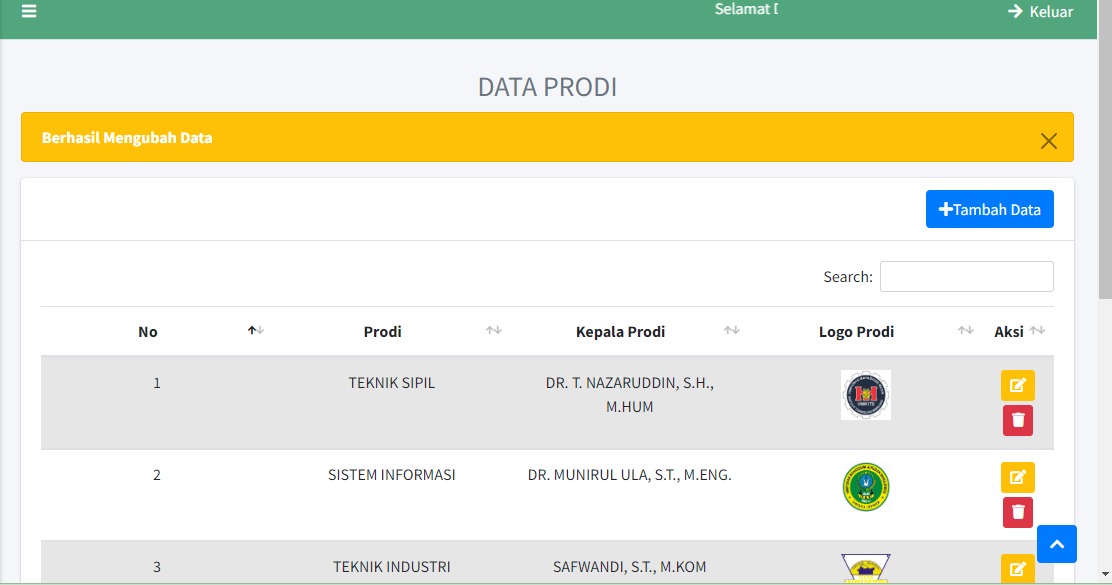 Selamat D
Keluar
DATA PRODI
Berhasil Mengubah Data
Tambah Data
Search:
No Prodi Kepala Prodi Logo Prodi Aksi
1 TEKNIK SIPIL DR. T. NAZARUDDIN, S.H.,
M.HUM
2 SISTEM INFORMASI DR. MUNIRUL ULA, S.T., M.ENG.
3 TEKNIK INDUSTRI SAFWANDI, S.T., M.KOM